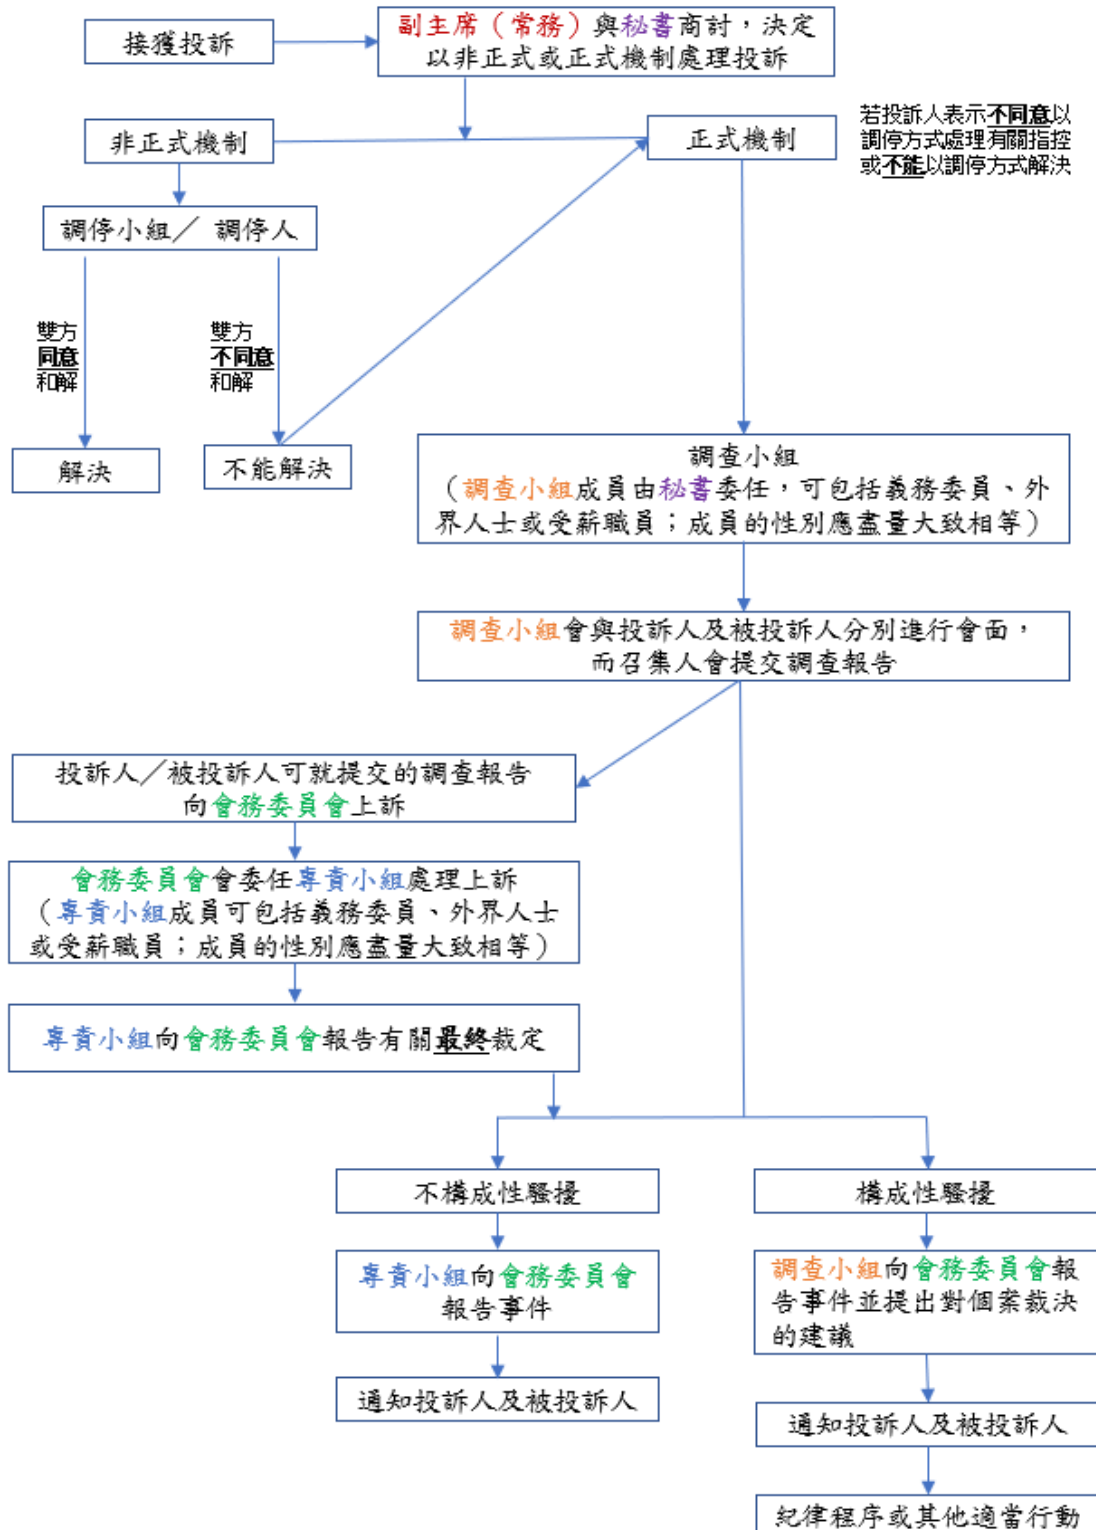 接獲投訴
副主席（常務）與秘書商討，決定
以非正式或正式機制處理投訴
非正式機制
正式機制
若投訴人表示不同意以
調停方式處理有關指控
或不能以調停方式解決
調停小組／ 調停人
雙方
同意
和解
雙方
不同意
和解
解決
不能解決
調查小組
（調查小組成員由秘書委任，可包括義務委員、外
界人士或受薪職員；成員的性別應盡量大致相等）
調查小組會與投訴人及被投訴人分別進行會面，
而召集人會提交調查報告
投訴人／被投訴人可就提交的調查報告
向會務委員會上訴
會務委員會會委任專責小組處理上訴
（專責小組成員可包括義務委員、外界人士
或受薪職員；成員的性別應盡量大致相等）
專責小組向會務委員會報告有關最終裁定
不構成性騷擾
構成性騷擾
專責小組向會務委員會
報告事件
調查小組向會務委員會報
告事件並提出對個案裁決
的建議
通知投訴人及被投訴人
通知投訴人及被投訴人
紀律程序或其他適當行動